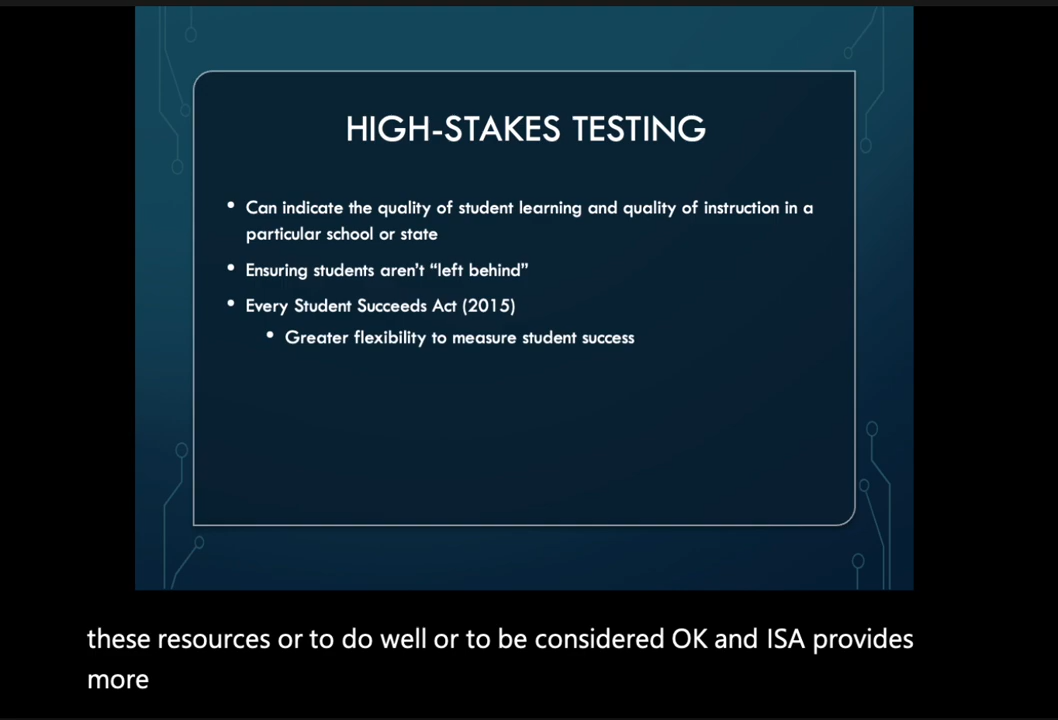 HIGH-STAKES TESTING
• Can indicate the quality of student learning and quality of instruction in a
particular school or state
• Ensuring students aren't "left behind"
• Every Student Succeeds Act (2015)
• Greater flexibility to measure student success
these resources or to do well or to be considered OK and ISA provides
more